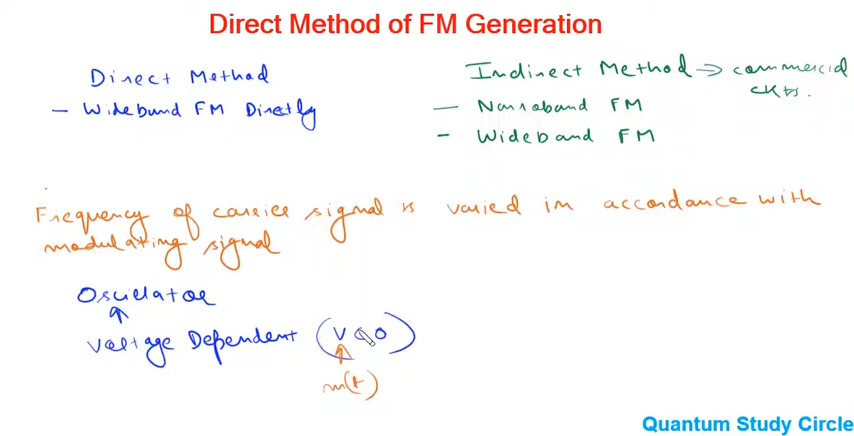 Direct Method of FM Generation
Direct Method
- Wideband FM Directly
Indirect Method → commercial
ckts.
- Narroband FM
- Wideband FM
Frequency of carrier signal is varied in accordance with
modulating signal
Oscillator
↑
Voltage Dependent (VCO)
↑
m(t)
Quantum Study Circle